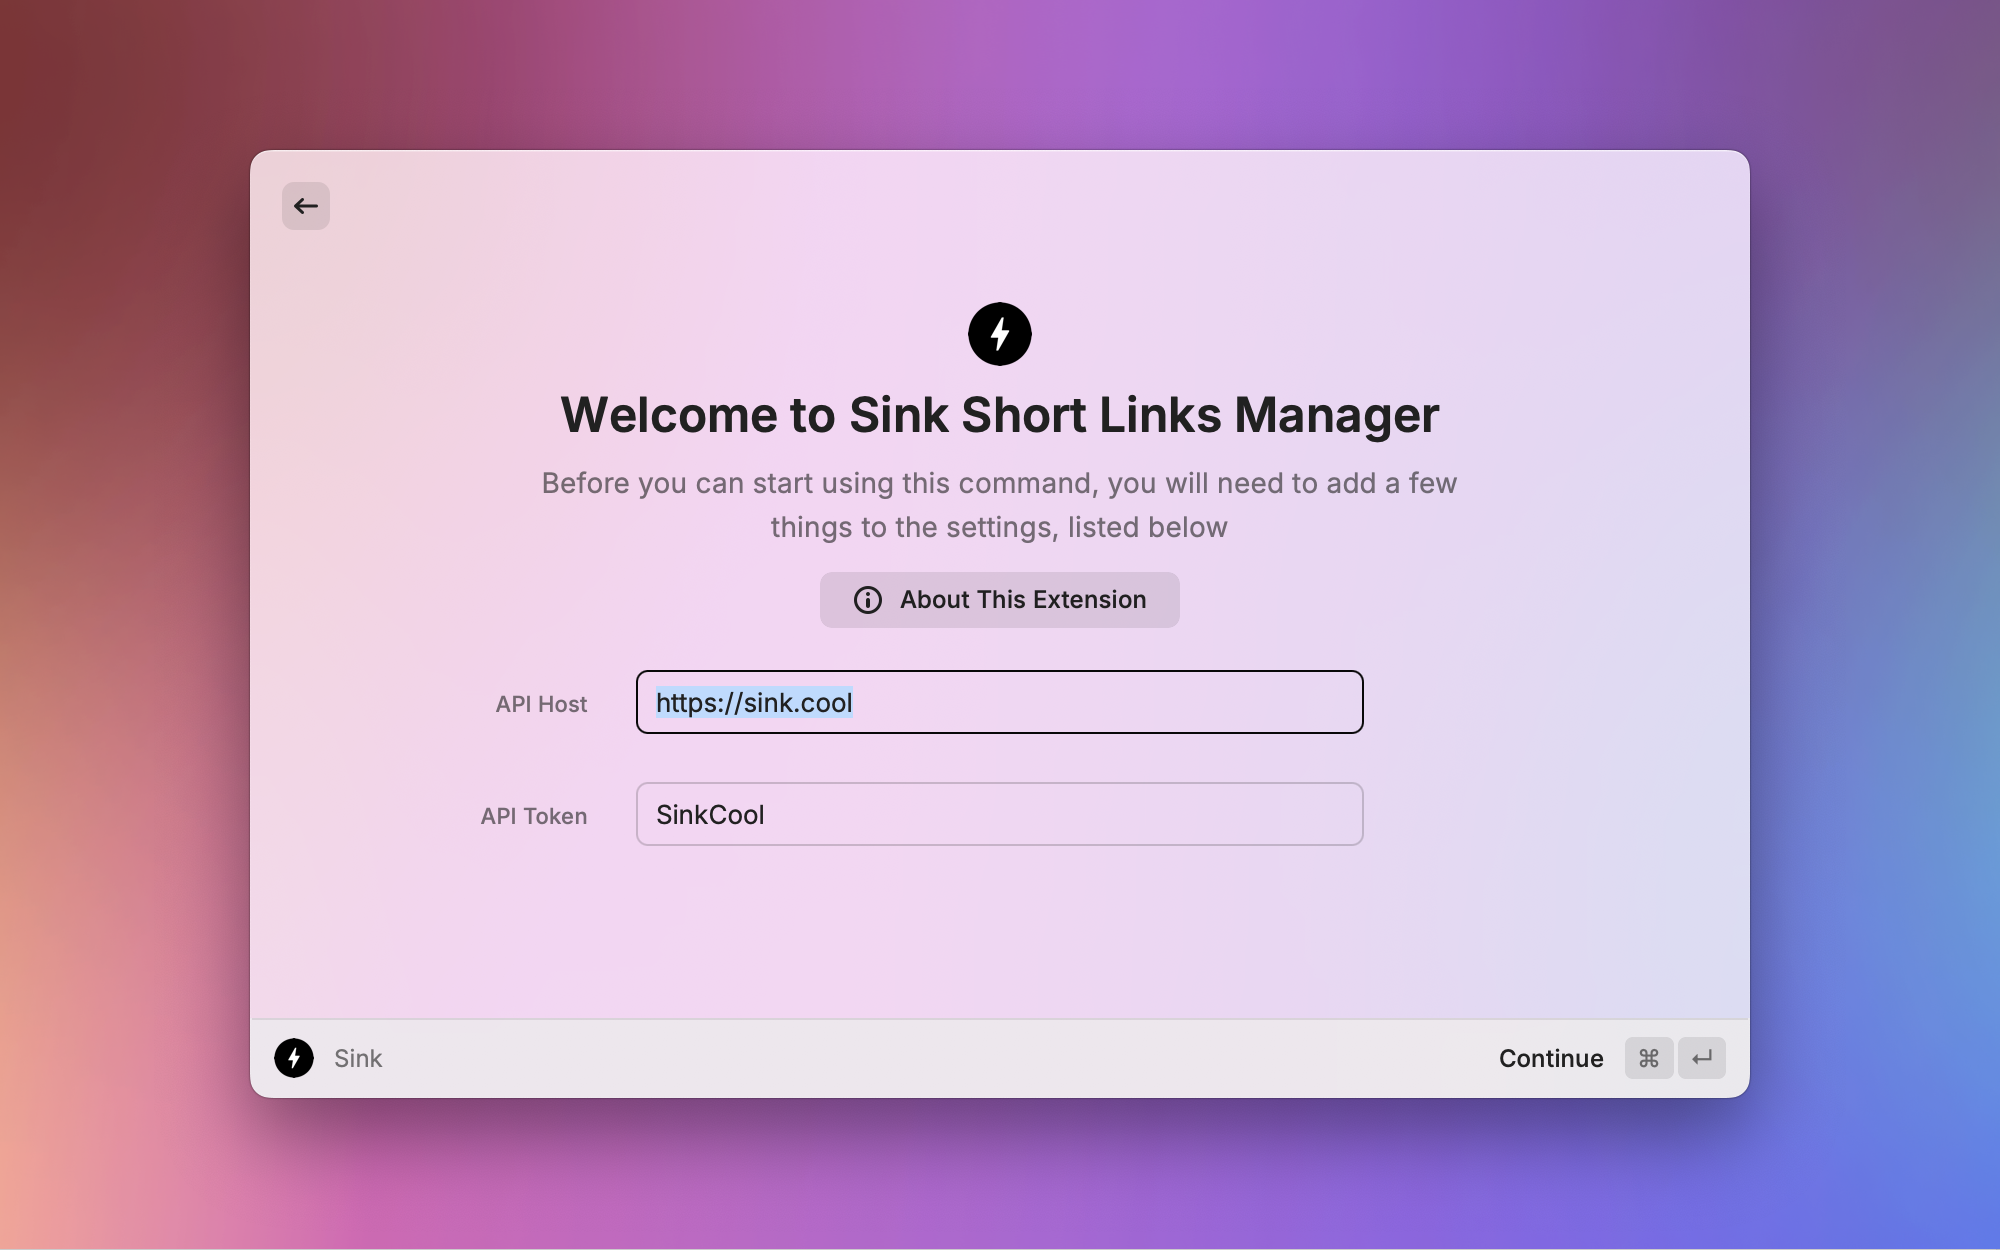 Welcome to Sink Short Links Manager
Before you can start using this command, you will need to add a few
things to the settings, listed below
About This Extension
API Host
https://sink.cool
API Token
SinkCool
Sink
Continue ⌘ ↵